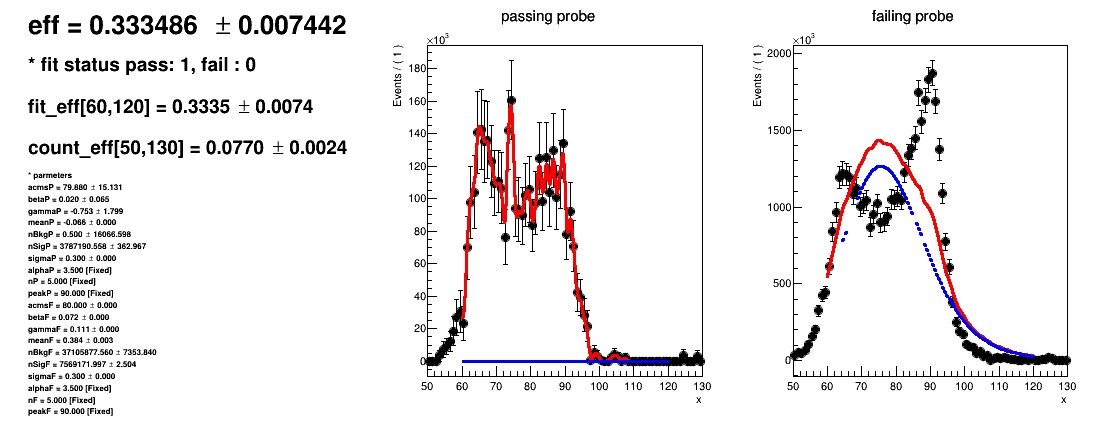 eff = 0.333486 ± 0.007442
* fit status pass: 1, fail : 0
fit_eff[60,120] = 0.3335 ± 0.0074
count_eff[50,130] = 0.0770 ± 0.0024
* parmeters
acmsP = 79.880 ± 15.131
betaP = 0.020 ± 0.065
gammaP = -0.753 ± 1.799
meanP = -0.066 ± 0.000
nBkgP = 0.500 ± 16066.598
nSigP = 3787190.558 ± 362.967
sigmaP = 0.300 ± 0.000
alphaP = 3.500 [Fixed]
nP = 5.000 [Fixed]
peakP = 90.000 [Fixed]
acmsF = 80.000 ± 0.000
betaF = 0.072 ± 0.000
gammaF = 0.111 ± 0.000
meanF = 0.384 ± 0.003
nBkgF = 37105877.560 ± 7353.840
nSigF = 7569171.997 ± 2.504
sigmaF = 0.300 ± 0.000
alphaF = 3.500 [Fixed]
nF = 5.000 [Fixed]
peakF = 90.000 [Fixed]
passing probe
×10³
Events / ( 1 )
180
160
140
120
100
80
60
40
20
0
50 60 70 80 90 100 110 120 130
x
failing probe
×10³
Events / ( 1 )
2000
1500
1000
500
0
50 60 70 80 90 100 110 120 130
x